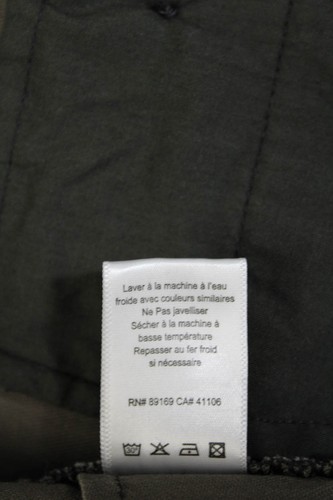 Laver à la machine à l'eau
froide avec couleurs similaires
Ne Pas javelliser
Sécher à la machine à
basse température
Repasser au fer froid
si nécessaire
RN# 89169 CA# 41106